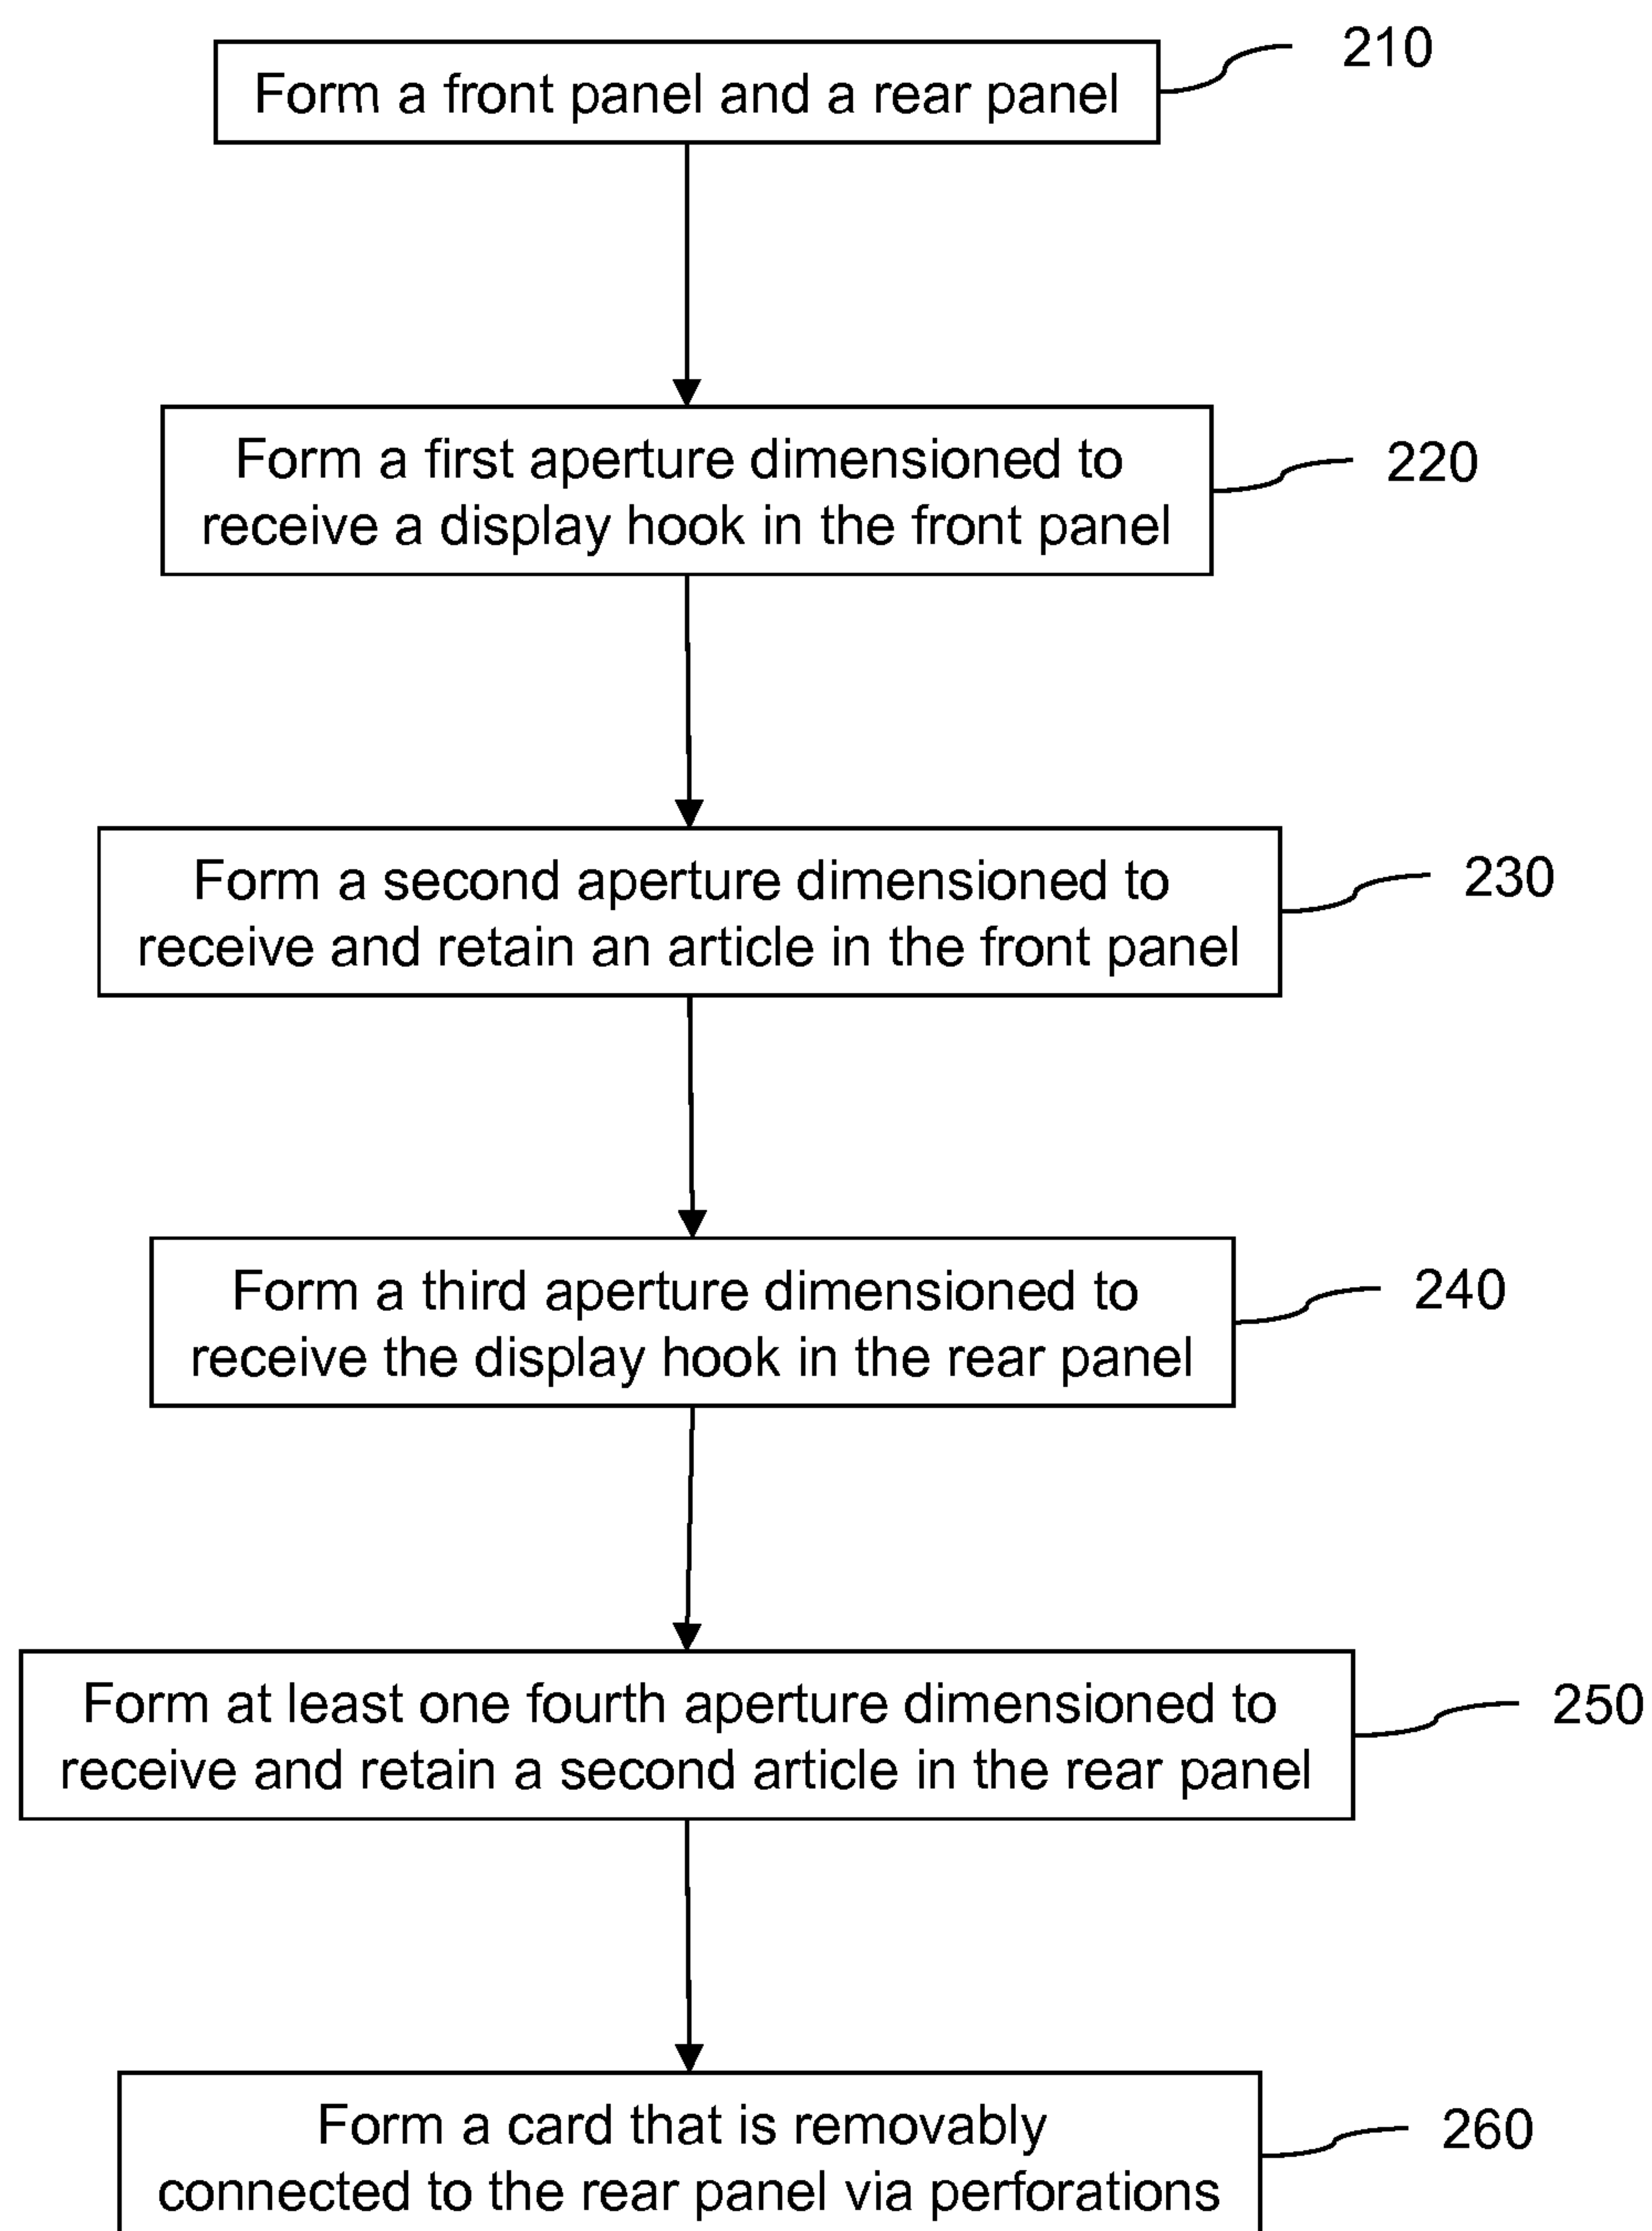 Form a front panel and a rear panel
210
Form a first aperture dimensioned to
receive a display hook in the front panel
220
Form a second aperture dimensioned to
receive and retain an article in the front panel
230
Form a third aperture dimensioned to
receive the display hook in the rear panel
240
Form at least one fourth aperture dimensioned to
receive and retain a second article in the rear panel
250
Form a card that is removably
connected to the rear panel via perforations
260